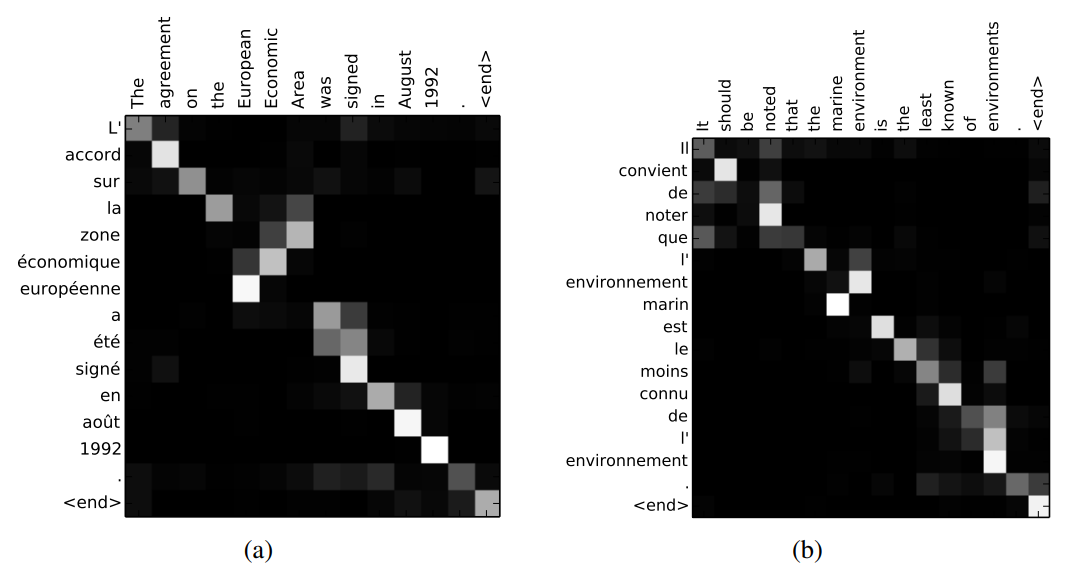 The agreement on the European Economic Area was signed in August 1992 . <end>
L'
accord
sur
la
zone
économique
européenne
a
été
signé
en
août
1992
.
<end>
(a)
It should be noted that the marine environment is the least known of environments . <end>
Il
convient
de
noter
que
l'
environnement
marin
est
le
moins
connu
de
l'
environnement
.
<end>
(b)